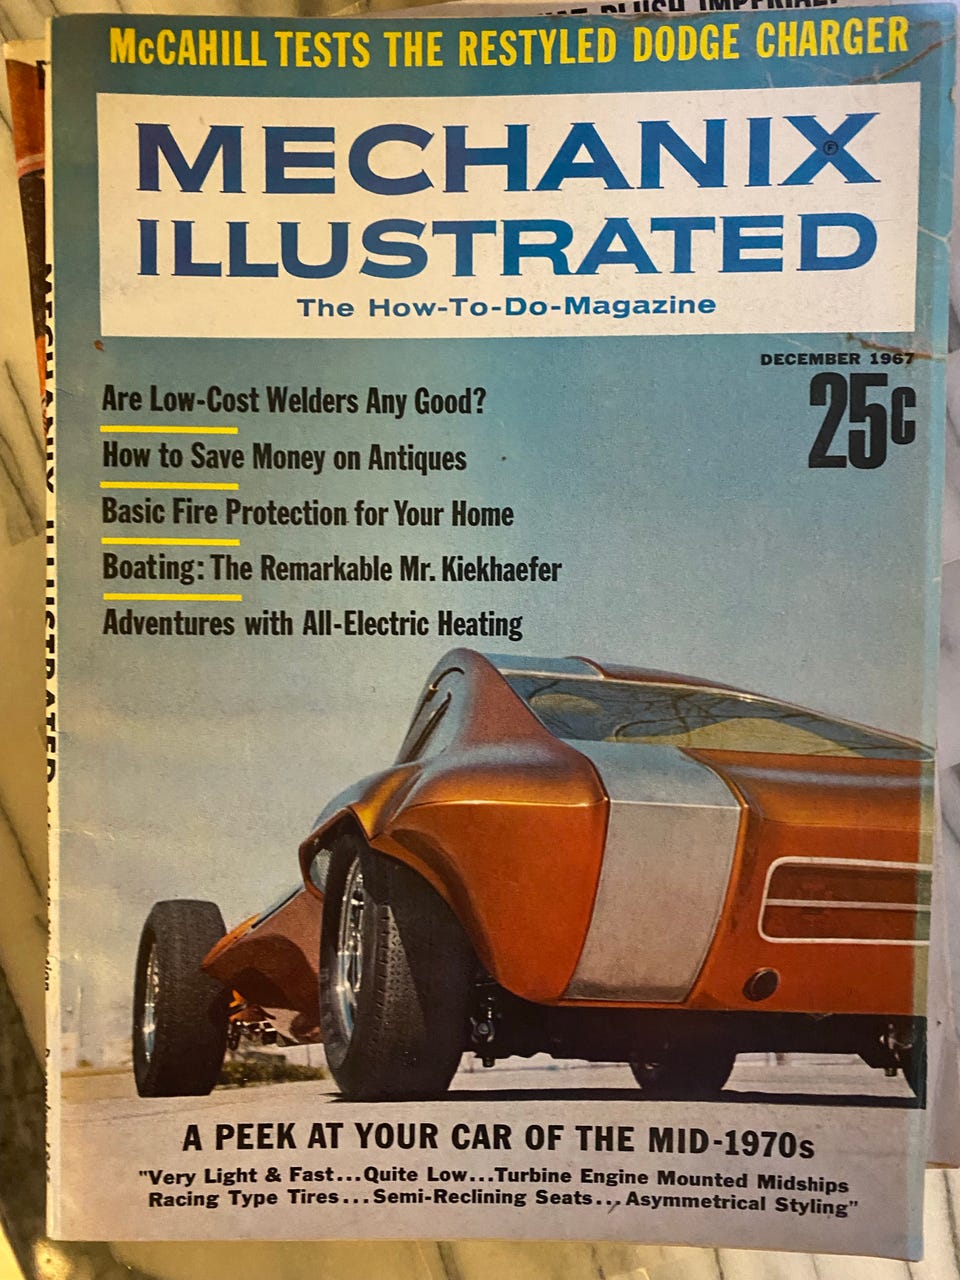 McCAHILL TESTS THE RESTYLED DODGE CHARGER
MECHANIX
ILLUSTRATED
The How-To-Do-Magazine
DECEMBER 1967
25c
Are Low-Cost Welders Any Good?
How to Save Money on Antiques
Basic Fire Protection for Your Home
Boating: The Remarkable Mr. Kiekhaefer
Adventures with All-Electric Heating
A PEEK AT YOUR CAR OF THE MID-1970s
"Very Light & Fast...Quite Low...Turbine Engine Mounted Midships
Racing Type Tires...Semi-Reclining Seats...Asymmetrical Styling"
MECHANIX ILLUSTRATED